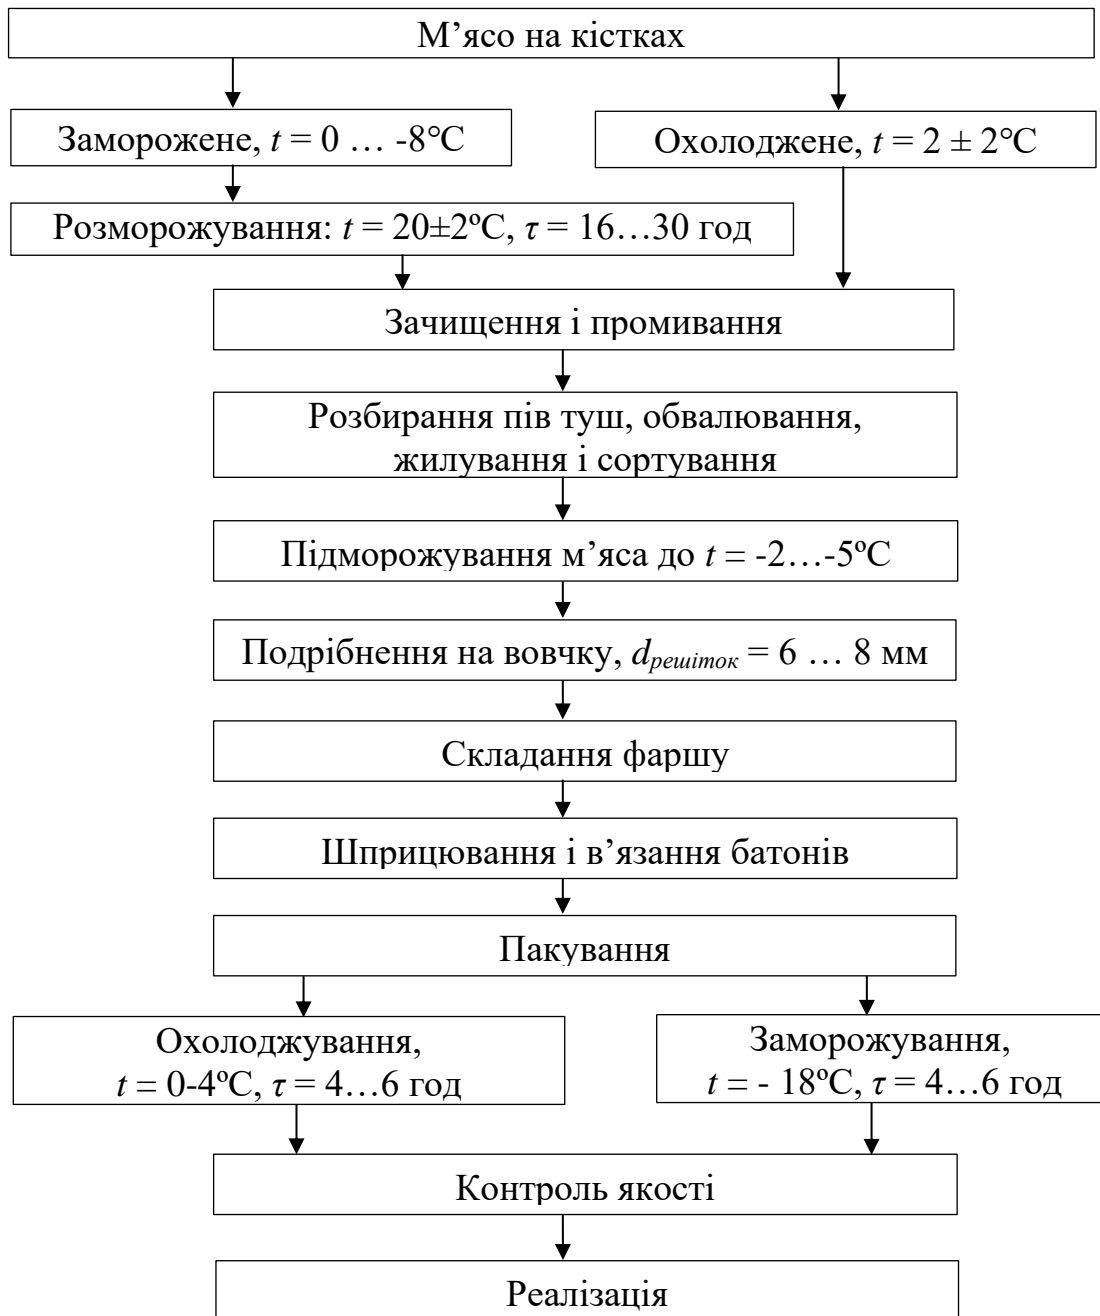 М’ясо на кістках
Заморожене, t = 0 … -8°С
Охолоджене, t = 2 ± 2°С
Розморожування: t = 20±2ºС, τ = 16…30 год
Зачищення і промивання
Розбирання пів туш, обвалювання,
жилування і сортування
Підморожування м’яса до t = -2…-5ºС
Подрібнення на вовчку, dрешіток = 6 … 8 мм
Складання фаршу
Шприцювання і в’язання батонів
Пакування
Охолоджування,
t = 0-4ºС, τ = 4…6 год
Заморожування,
t = - 18ºС, τ = 4…6 год
Контроль якості
Реалізація